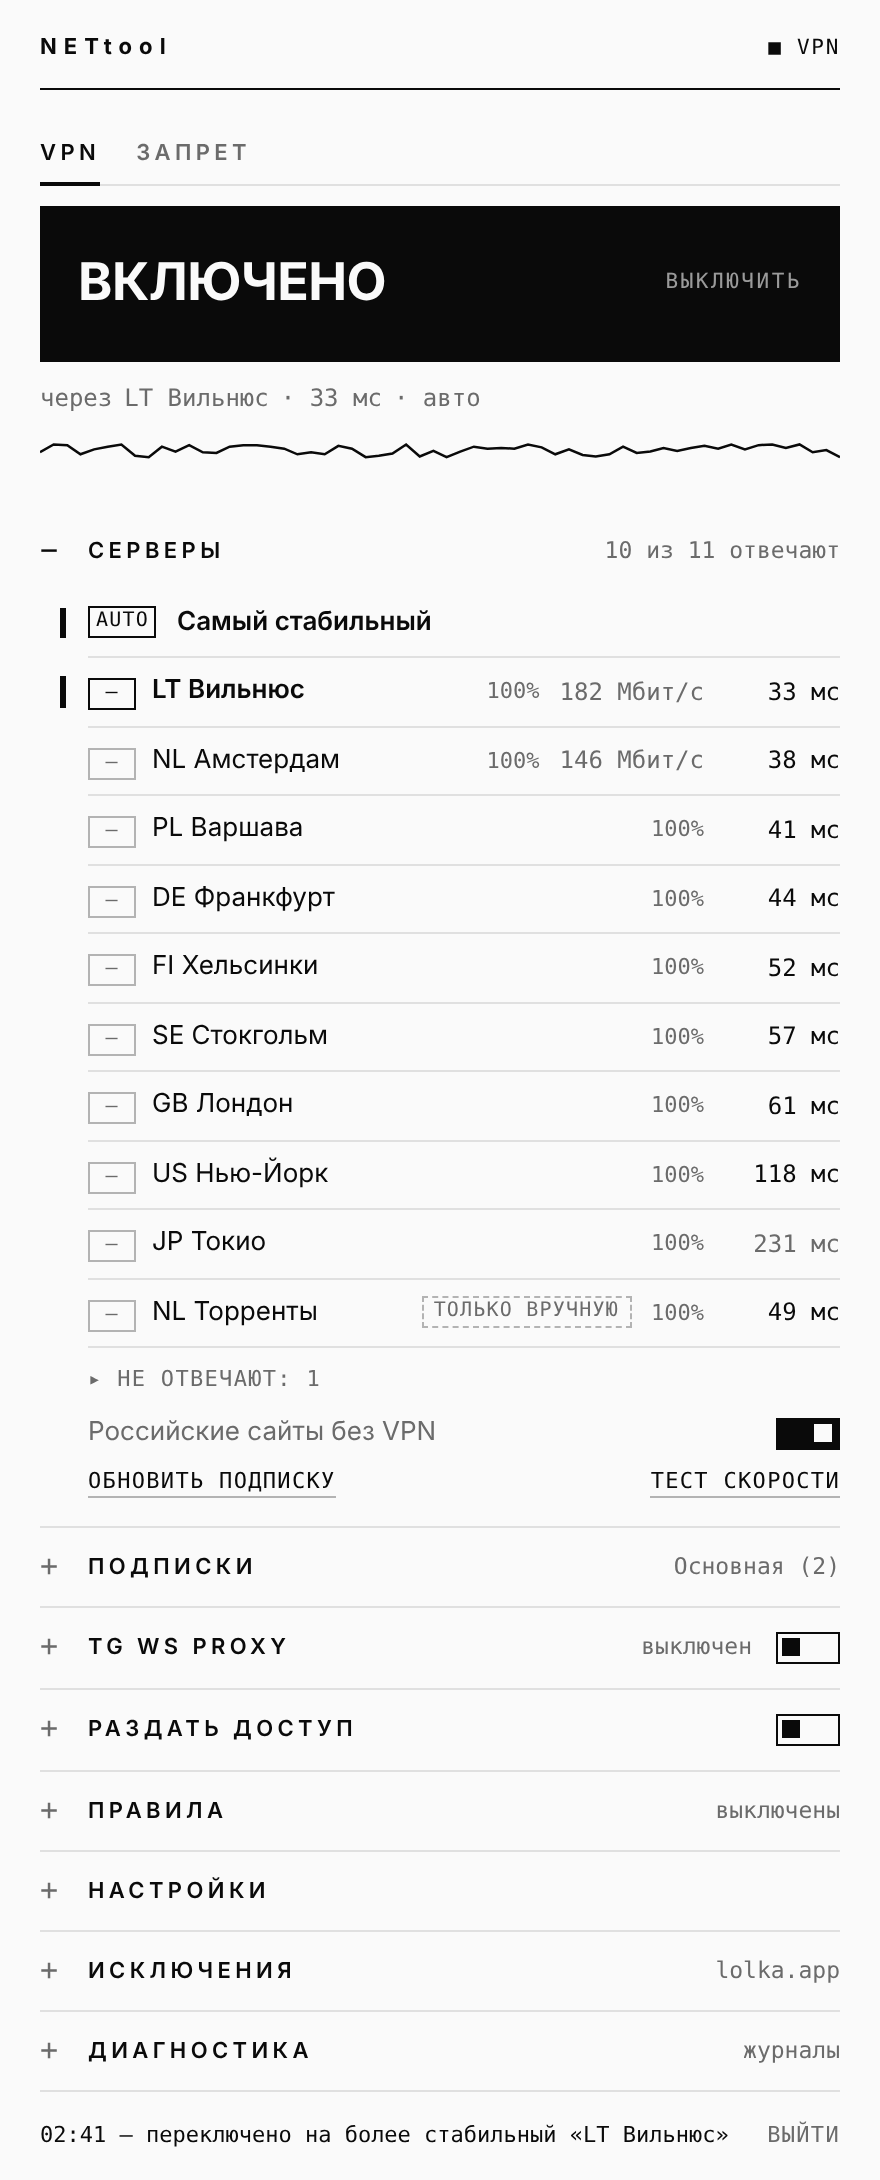 NETtool ■ VPN
VPN ЗАПРЕТ
ВКЛЮЧЕНО ВЫКЛЮЧИТЬ
через LT Вильнюс · 33 мс · авто
− СЕРВЕРЫ 10 из 11 отвечают
AUTO Самый стабильный
— LT Вильнюс 100% 182 Мбит/с 33 мс
— NL Амстердам 100% 146 Мбит/с 38 мс
— PL Варшава 100% 41 мс
— DE Франкфурт 100% 44 мс
— FI Хельсинки 100% 52 мс
— SE Стокгольм 100% 57 мс
— GB Лондон 100% 61 мс
— US Нью-Йорк 100% 118 мс
— JP Токио 100% 231 мс
— NL Торренты ТОЛЬКО ВРУЧНУЮ 100% 49 мс
▸ НЕ ОТВЕЧАЮТ: 1
Российские сайты без VPN
ОБНОВИТЬ ПОДПИСКУ ТЕСТ СКОРОСТИ
+ ПОДПИСКИ Основная (2)
+ TG WS PROXY выключен
+ РАЗДАТЬ ДОСТУП
+ ПРАВИЛА выключены
+ НАСТРОЙКИ
+ ИСКЛЮЧЕНИЯ lolka.app
+ ДИАГНОСТИКА журналы
02:41 — переключено на более стабильный «LT Вильнюс» ВЫЙТИ